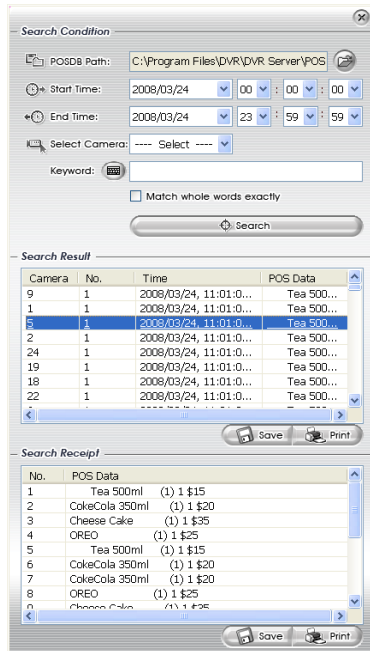 Search Condition
POSDB Path: C:\Program Files\DVR\DVR Server\POS
Start Time: 2008/03/24 00 : 00 : 00
End Time: 2008/03/24 23 : 59 : 59
Select Camera: ---- Select ----
Keyword:
Match whole words exactly
Search
Search Result
Camera No. Time POS Data
9 1 2008/03/24, 11:01:0... Tea 500...
1 1 2008/03/24, 11:01:0... Tea 500...
5 1 2008/03/24, 11:01:0... Tea 500...
2 1 2008/03/24, 11:01:0... Tea 500...
24 1 2008/03/24, 11:01:0... Tea 500...
19 1 2008/03/24, 11:01:0... Tea 500...
18 1 2008/03/24, 11:01:0... Tea 500...
22 1 2008/03/24, 11:01:0... Tea 500...
Save Print
Search Receipt
No. POS Data
1 Tea 500ml (1) 1 $15
2 CokeCola 350ml (1) 1 $20
3 Cheese Cake (1) 1 $35
4 OREO (1) 1 $25
5 Tea 500ml (1) 1 $15
6 CokeCola 350ml (1) 1 $20
7 CokeCola 350ml (1) 1 $20
8 OREO (1) 1 $25
9 Cheese Cake (1) 1 $35
Save Print